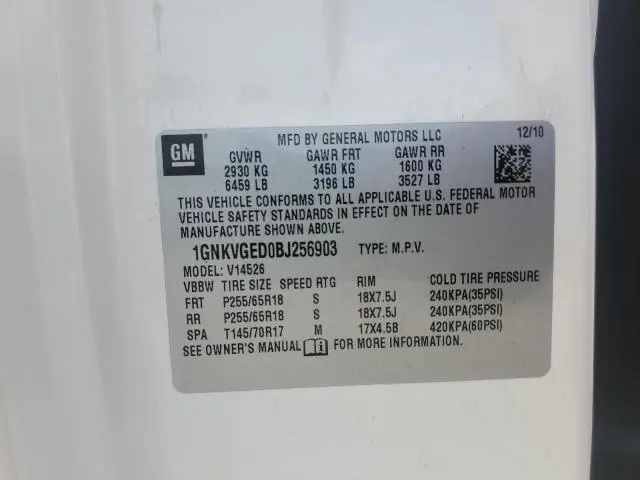 GM ®
MFD BY GENERAL MOTORS LLC 12/10
GVWR GAWR FRT GAWR RR
2930 KG 1450 KG 1600 KG
6459 LB 3196 LB 3527 LB
THIS VEHICLE CONFORMS TO ALL APPLICABLE U.S. FEDERAL MOTOR
VEHICLE SAFETY STANDARDS IN EFFECT ON THE DATE OF
MANUFACTURE SHOWN ABOVE.
1GNKVGED0BJ256903 TYPE: M.P.V.
MODEL: V14526
VBBW TIRE SIZE SPEED RTG RIM COLD TIRE PRESSURE
FRT P255/65R18 S 18X7.5J 240KPA(35PSI)
RR P255/65R18 S 18X7.5J 240KPA(35PSI)
SPA T145/70R17 M 17X4.5B 420KPA(60PSI)
SEE OWNER'S MANUAL i FOR MORE INFORMATION.